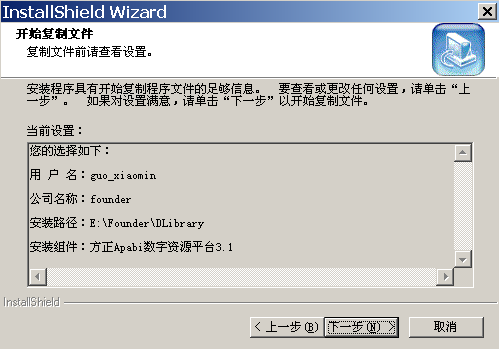 InstallShield Wizard
开始复制文件
复制文件前请查看设置。
安装程序具有开始复制程序文件的足够信息。 要查看或更改任何设置，请单击“上
一步”。 如果对设置满意，请单击“下一步”以开始复制文件。
当前设置：
您的选择如下：
用 户 名：guo_xiaomin
公司名称：founder
安装路径：E:\Founder\DLibrary
安装组件：方正Apabi数字资源平台3.1
InstallShield
< 上一步(B) 下一步(N) > 取消